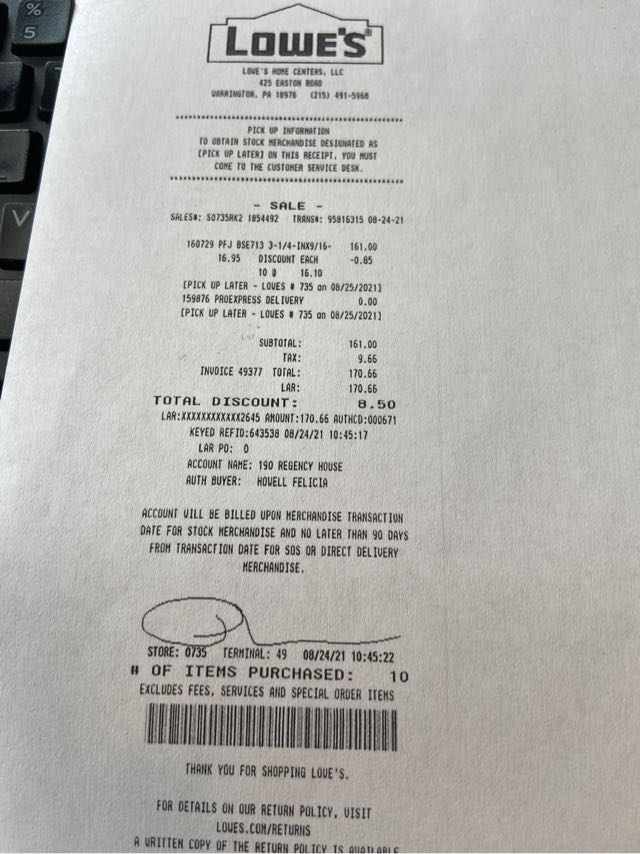 %
5
V
LOWE'S®
LOWE'S HOME CENTERS, LLC
425 EASTON ROAD
WARRINGTON, PA 18976 (215) 491-5968
****************************************************
PICK UP INFORMATION
TO OBTAIN STOCK MERCHANDISE DESIGNATED AS
[PICK UP LATER] ON THIS RECEIPT, YOU MUST
COME TO THE CUSTOMER SERVICE DESK.
****************************************************
- SALE -
SALES#: S0735RK2 1854492 TRANS#: 95816315 08-24-21
160729 PFJ BSE713 3-1/4-INX9/16- 161.00
16.95 DISCOUNT EACH -0.85
10 @ 16.10
[PICK UP LATER - LOWES # 735 on 08/25/2021]
159876 PROEXPRESS DELIVERY 0.00
[PICK UP LATER - LOWES # 735 on 08/25/2021]
SUBTOTAL: 161.00
TAX: 9.66
INVOICE 49377 TOTAL: 170.66
LAR: 170.66
TOTAL DISCOUNT: 8.50
LAR:XXXXXXXXXXXX2645 AMOUNT:170.66 AUTHCD:000671
KEYED REFID:643538 08/24/21 10:45:17
LAR PO: 0
ACCOUNT NAME: 190 REGENCY HOUSE
AUTH BUYER: HOWELL FELICIA
ACCOUNT WILL BE BILLED UPON MERCHANDISE TRANSACTION
DATE FOR STOCK MERCHANDISE AND NO LATER THAN 90 DAYS
FROM TRANSACTION DATE FOR SOS OR DIRECT DELIVERY
MERCHANDISE.
STORE: 0735 TERMINAL: 49 08/24/21 10:45:22
# OF ITEMS PURCHASED: 10
EXCLUDES FEES, SERVICES AND SPECIAL ORDER ITEMS
THANK YOU FOR SHOPPING LOWE'S.
FOR DETAILS ON OUR RETURN POLICY, VISIT
LOWES.COM/RETURNS
A WRITTEN COPY OF THE RETURN POLICY IS AVAILABLE